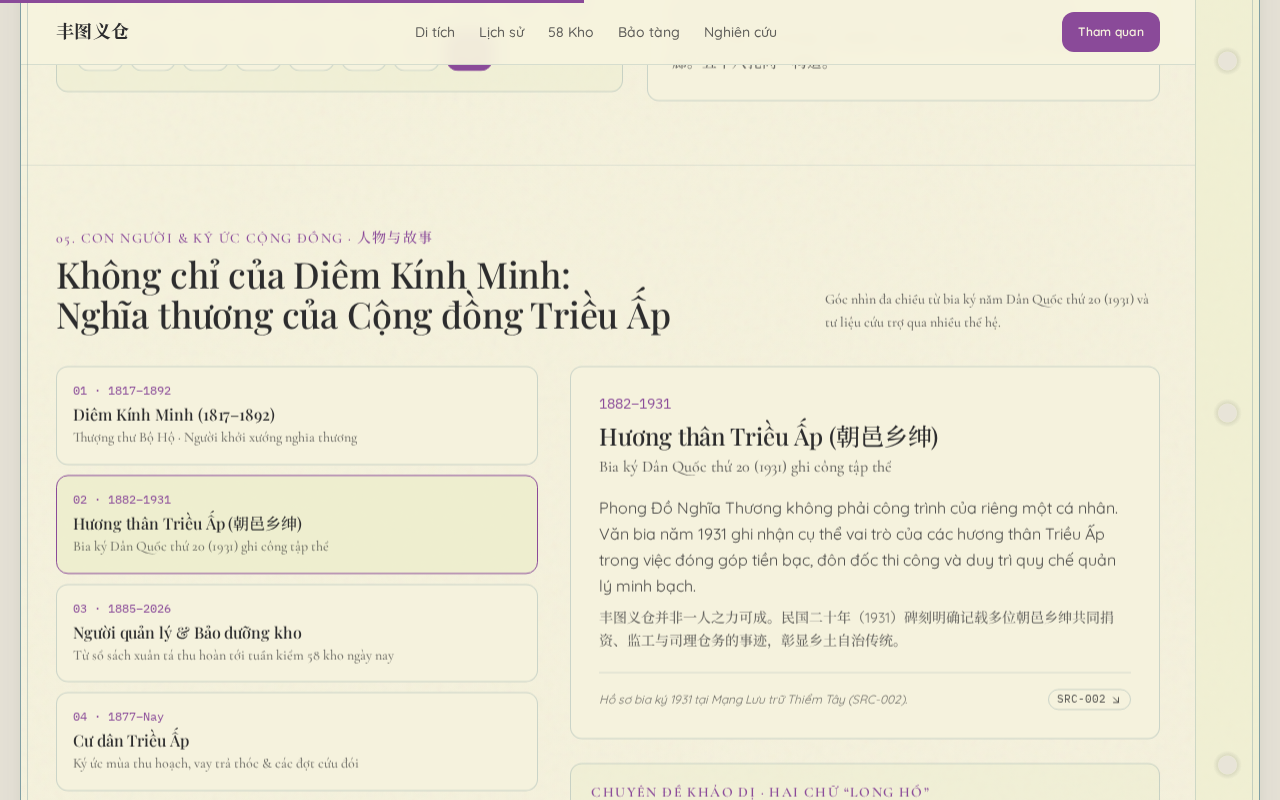 丰图义仓
Di tích
Lịch sử
58 Kho
Bảo tàng
Nghiên cứu
Tham quan
05. CON NGƯỜI & KÝ ỨC CỘNG ĐỒNG · 人物与故事
Không chỉ của Diêm Kính Minh:
Nghĩa thương của Cộng đồng Triều Ấp
Góc nhìn đa chiều từ bia ký năm Dân Quốc thứ 20 (1931) và
tư liệu cứu trợ qua nhiều thế hệ.
01 · 1817–1892
Diêm Kính Minh (1817–1892)
Thượng thư Bộ Hộ · Người khởi xướng nghĩa thương
02 · 1882–1931
Hương thân Triều Ấp (朝邑乡绅)
Bia ký Dân Quốc thứ 20 (1931) ghi công tập thể
03 · 1885–2026
Người quản lý & Bảo dưỡng kho
Từ sổ sách xuân tá thu hoàn tới tuần kiểm 58 kho ngày nay
04 · 1877–Nay
Cư dân Triều Ấp
Ký ức mùa thu hoạch, vay trả thóc & các đợt cứu đói
1882–1931
Hương thân Triều Ấp (朝邑乡绅)
Bia ký Dân Quốc thứ 20 (1931) ghi công tập thể
Phong Đồ Nghĩa Thương không phải công trình của riêng một cá nhân.
Văn bia năm 1931 ghi nhận cụ thể vai trò của các hương thân Triều Ấp
trong việc đóng góp tiền bạc, đôn đốc thi công và duy trì quy chế quản
lý minh bạch.
丰图义仓并非一人之力可成。民国二十年（1931）碑刻明确记载多位朝邑乡绅共同捐
资、监工与司理仓务的事迹，彰显乡土自治传统。
Hồ sơ bia ký 1931 tại Mạng Lưu trữ Thiểm Tây (SRC-002).
SRC-002 ↘
CHUYÊN ĐỀ KHẢO DỊ · HAI CHỮ “LONG HỒ”